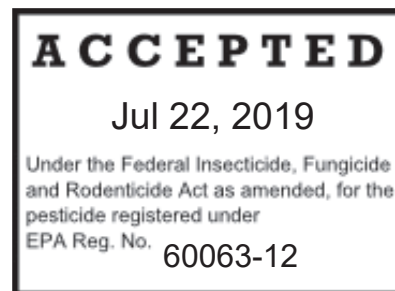 ACCEPTED
Jul 22, 2019
Under the Federal Insecticide, Fungicide
and Rodenticide Act as amended, for the
pesticide registered under
EPA Reg. No. 60063-12